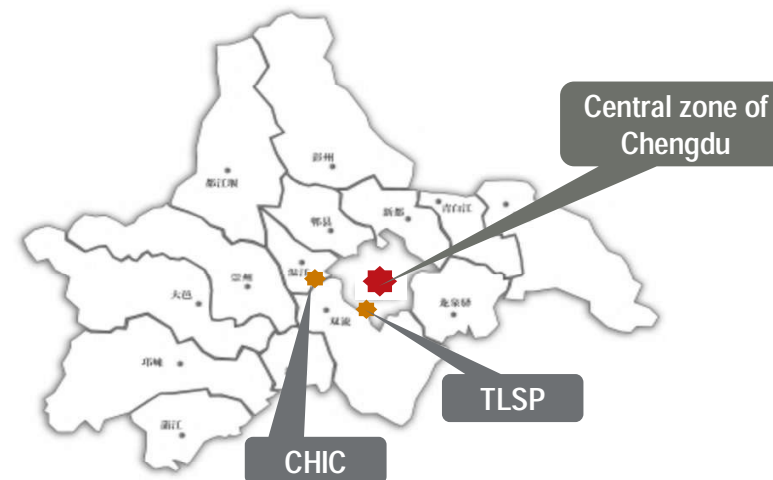 Central zone of
Chengdu
彭州
都江堰
青白江
郫县
新都
温江
崇州
大邑
龙泉驿
双流
邛崃
TLSP
蒲江
CHIC